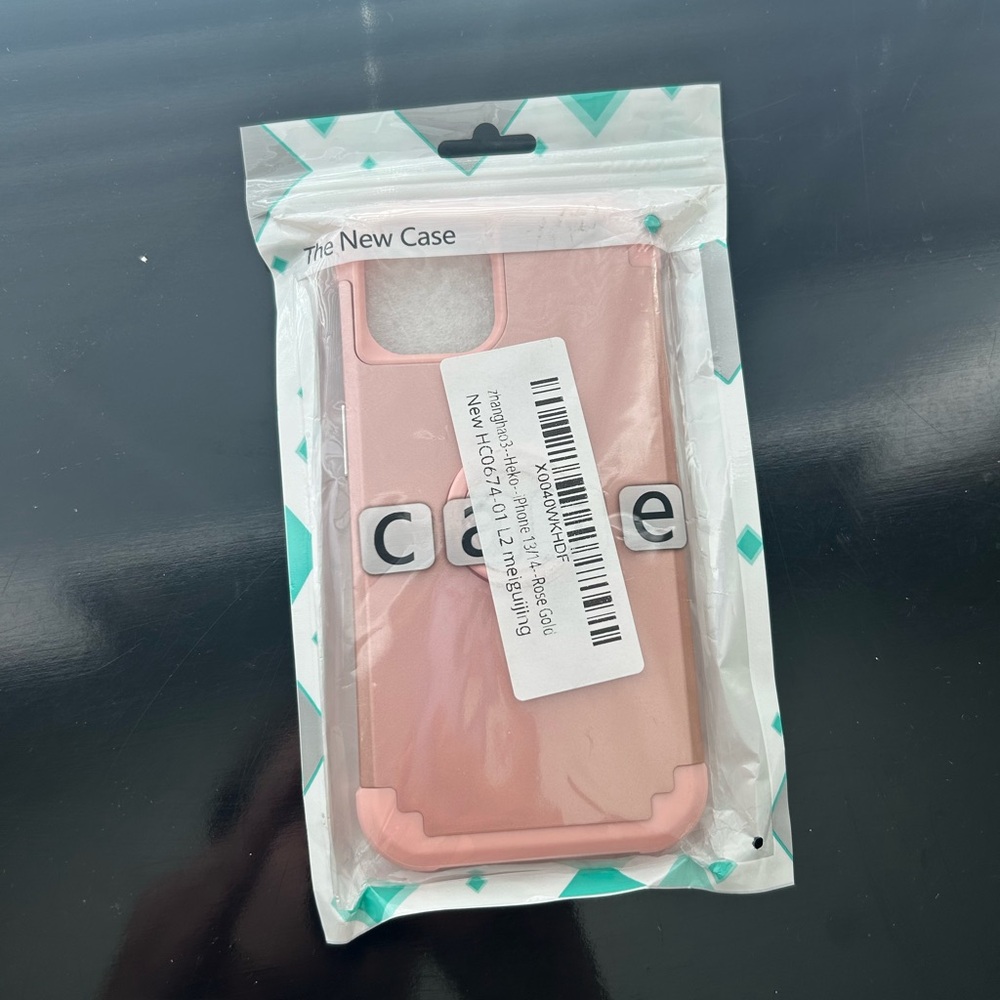 The New Case
ca e
X0040WKHDF
zhanghao3--Heko--iPhone 13/14--Rose Gold
New HC0674-01 L2 meiguijing